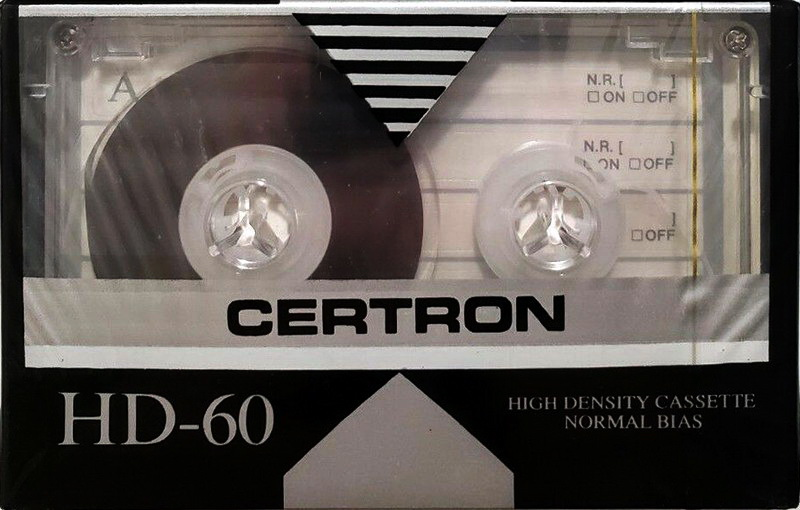 A
N.R.[ ]
☐ON ☐OFF
N.R.[ ]
☐ON ☐OFF
]
☐OFF
CERTRON
HD-60
HIGH DENSITY CASSETTE
NORMAL BIAS